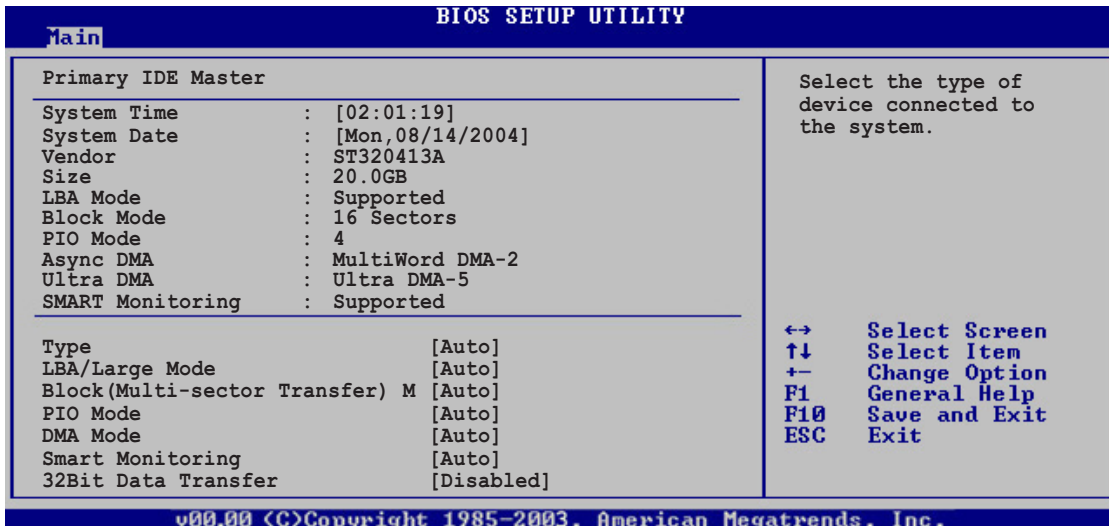 BIOS SETUP UTILITY
Main
Primary IDE Master
System Time : [02:01:19]
System Date : [Mon,08/14/2004]
Vendor : ST320413A
Size : 20.0GB
LBA Mode : Supported
Block Mode : 16 Sectors
PIO Mode : 4
Async DMA : MultiWord DMA-2
Ultra DMA : Ultra DMA-5
SMART Monitoring : Supported
Type [Auto]
LBA/Large Mode [Auto]
Block(Multi-sector Transfer) M [Auto]
PIO Mode [Auto]
DMA Mode [Auto]
Smart Monitoring [Auto]
32Bit Data Transfer [Disabled]
Select the type of
device connected to
the system.
←→ Select Screen
↑↓ Select Item
+- Change Option
F1 General Help
F10 Save and Exit
ESC Exit
v00.00 (C)Copyright 1985-2003, American Megatrends, Inc.